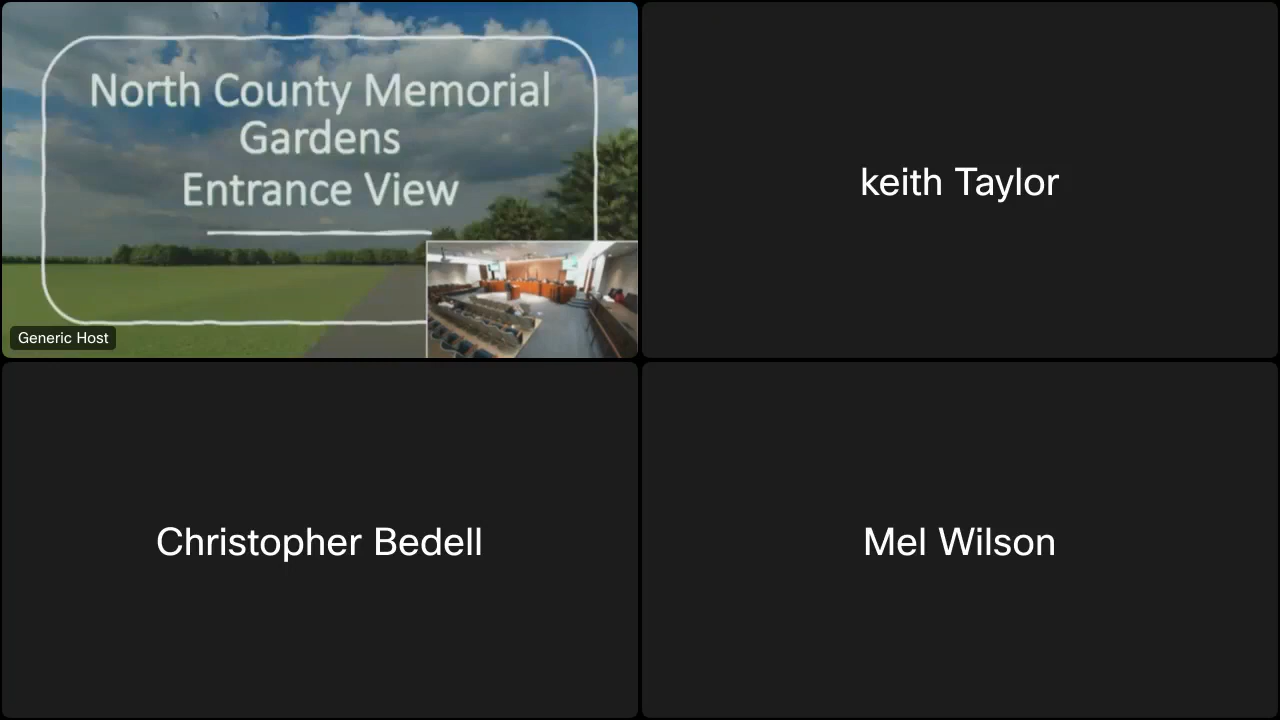 North County Memorial
Gardens
Entrance View
Generic Host
keith Taylor
Christopher Bedell
Mel Wilson